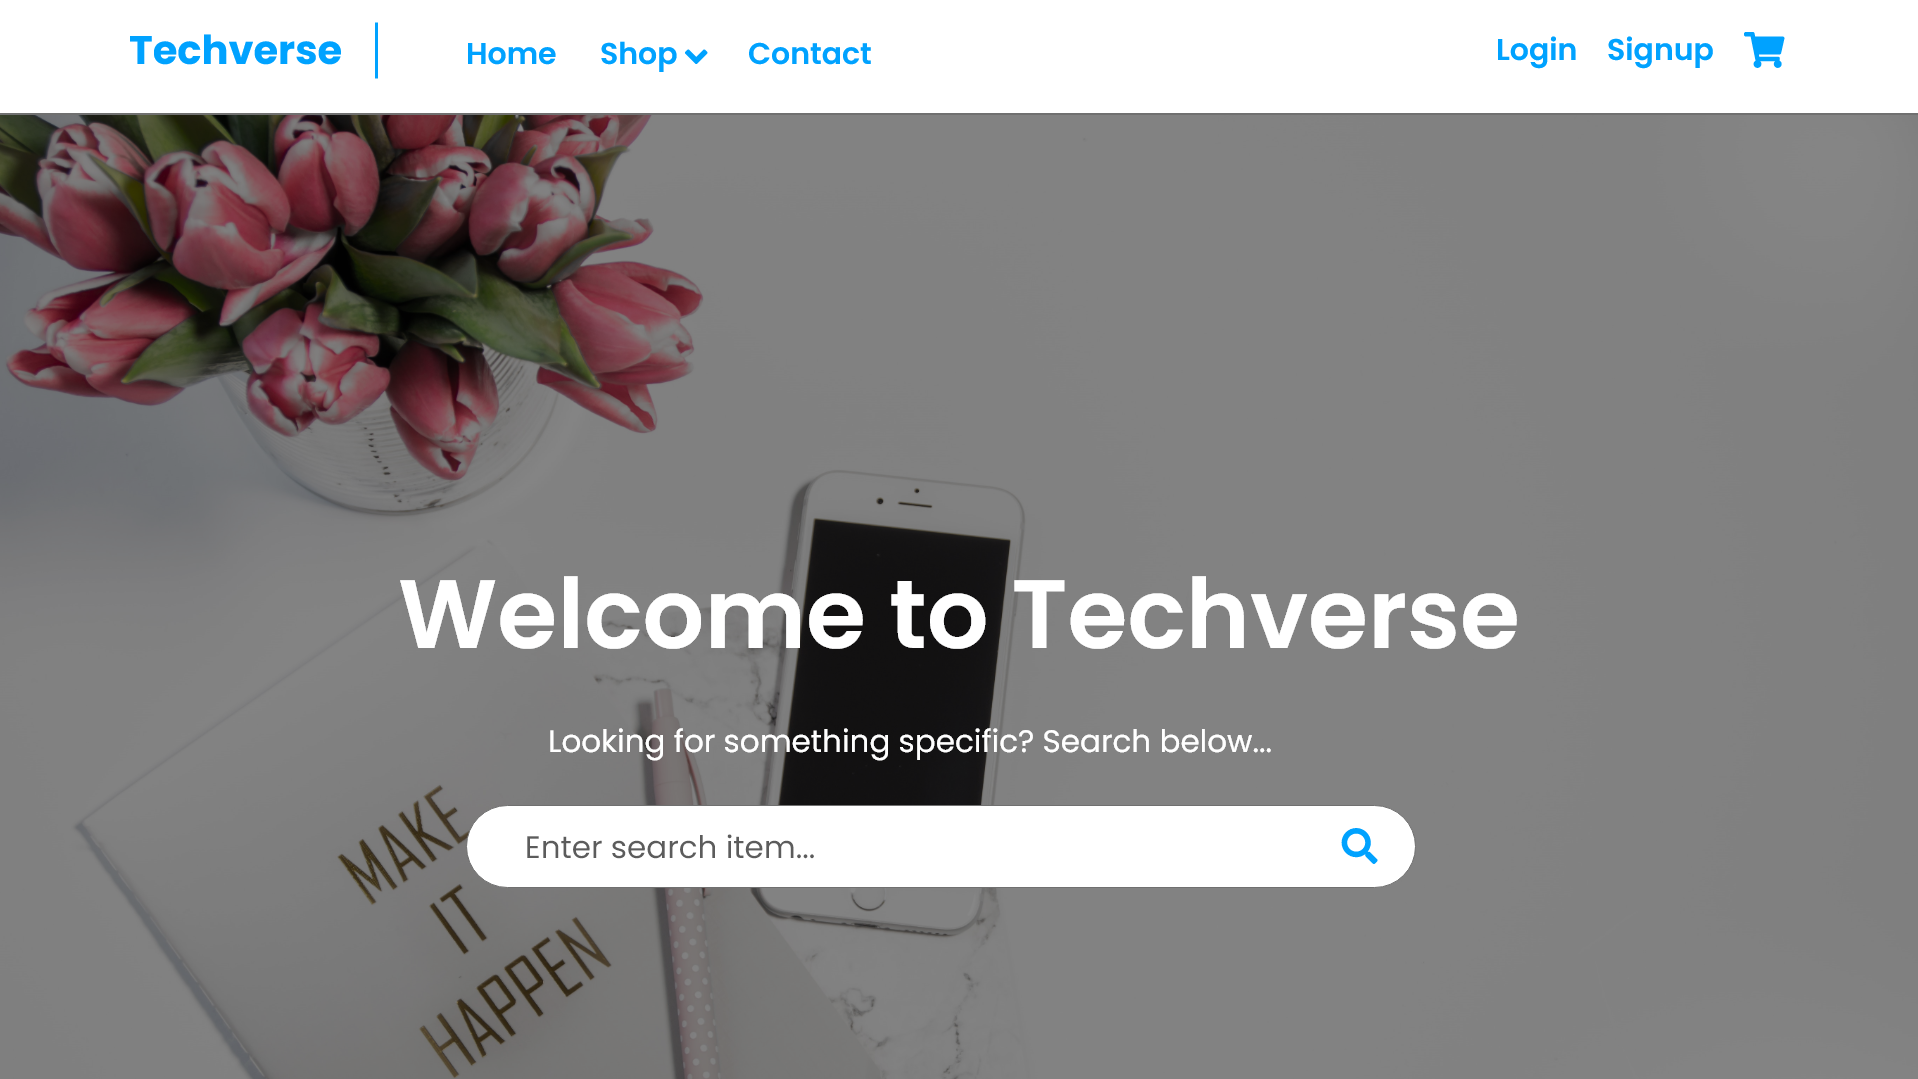 Techverse
Home Shop Contact
Login Signup
Welcome to Techverse
Looking for something specific? Search below...
Enter search item...
MAKE
IT
HAPPEN